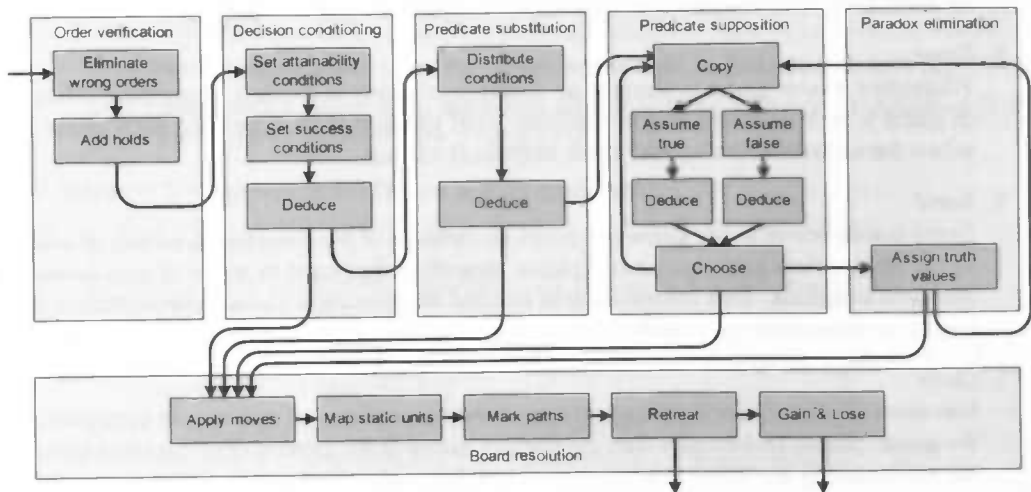 Order verification
Eliminate
wrong orders
Add holds
Decision conditioning
Set attainability
conditions
Set success
conditions
Deduce
Predicate substitution
Distribute
conditions
Deduce
Predicate supposition
Copy
Assume
true
Assume
false
Deduce
Deduce
Choose
Paradox elimination
Assign truth
values
Apply moves
Map static units
Mark paths
Retreat
Gain & Lose
Board resolution